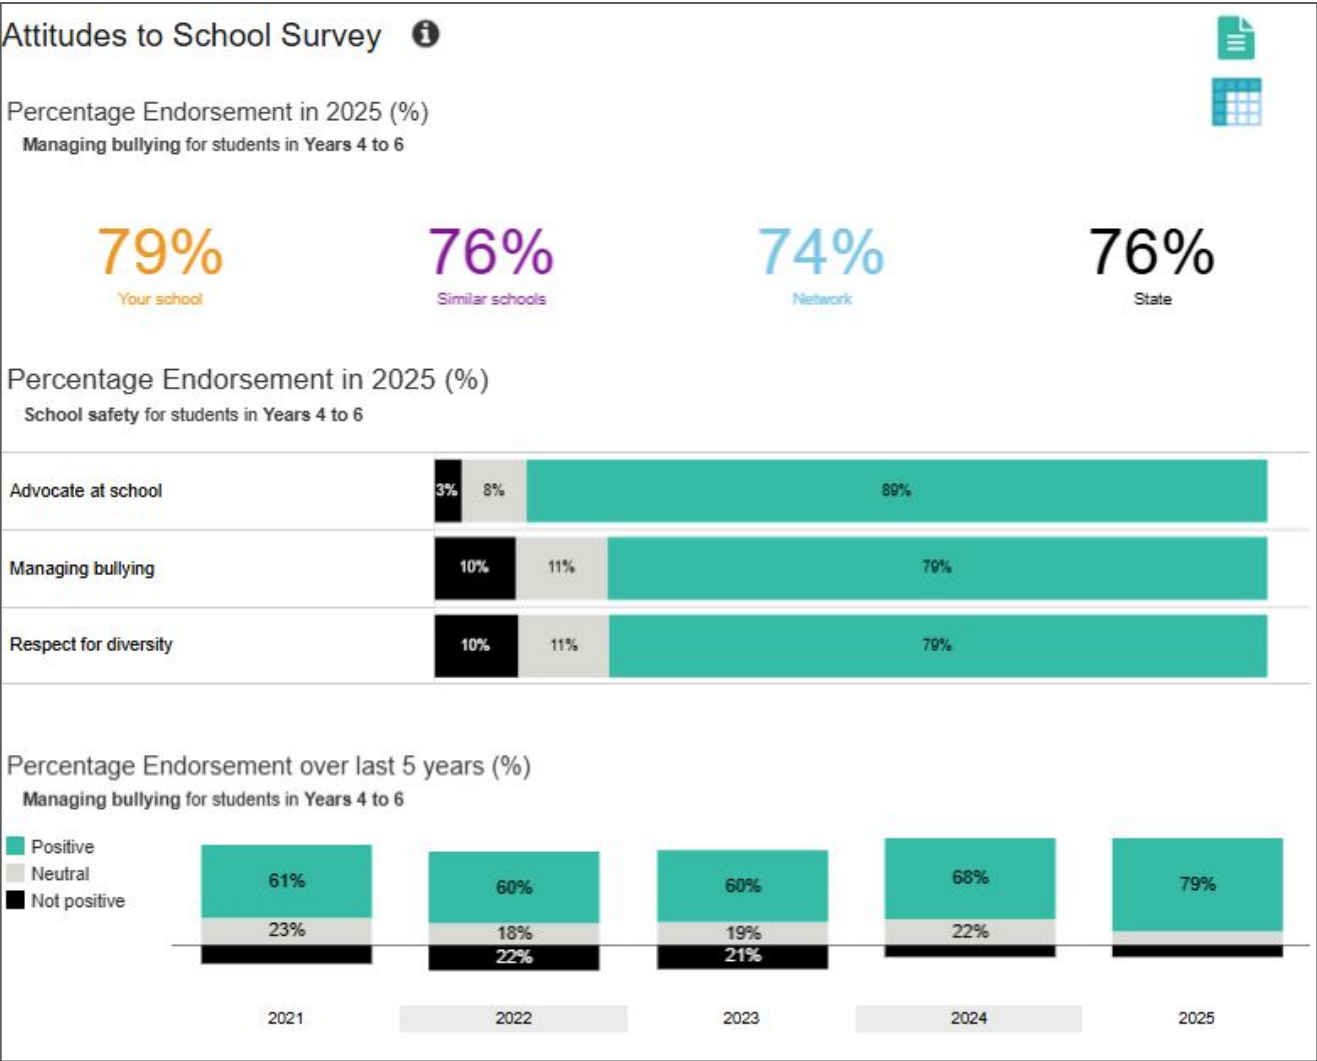 Attitudes to School Survey
Percentage Endorsement in 2025 (%)
Managing bullying for students in Years 4 to 6
79% 76% 74% 76%
Your school Similar schools Network State
Percentage Endorsement in 2025 (%)
School safety for students in Years 4 to 6
Advocate at school 3% 8% 89%
Managing bullying 10% 11% 79%
Respect for diversity 10% 11% 79%
Percentage Endorsement over last 5 years (%)
Managing bullying for students in Years 4 to 6
Positive
Neutral
Not positive
61% 60% 60% 68% 79%
23% 18% 19% 22%
22% 21%
2021 2022 2023 2024 2025